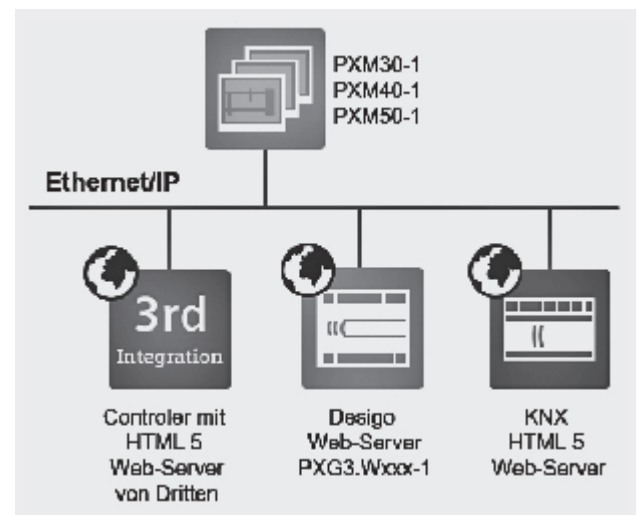 PXM30-1
PXM40-1
PXM50-1
Ethernet/IP
3rd
Integration
Controler mit
HTML 5
Web-Server
von Dritten
Desigo
Web-Server
PXG3.Wxxx-1
KNX
HTML 5
Web-Server